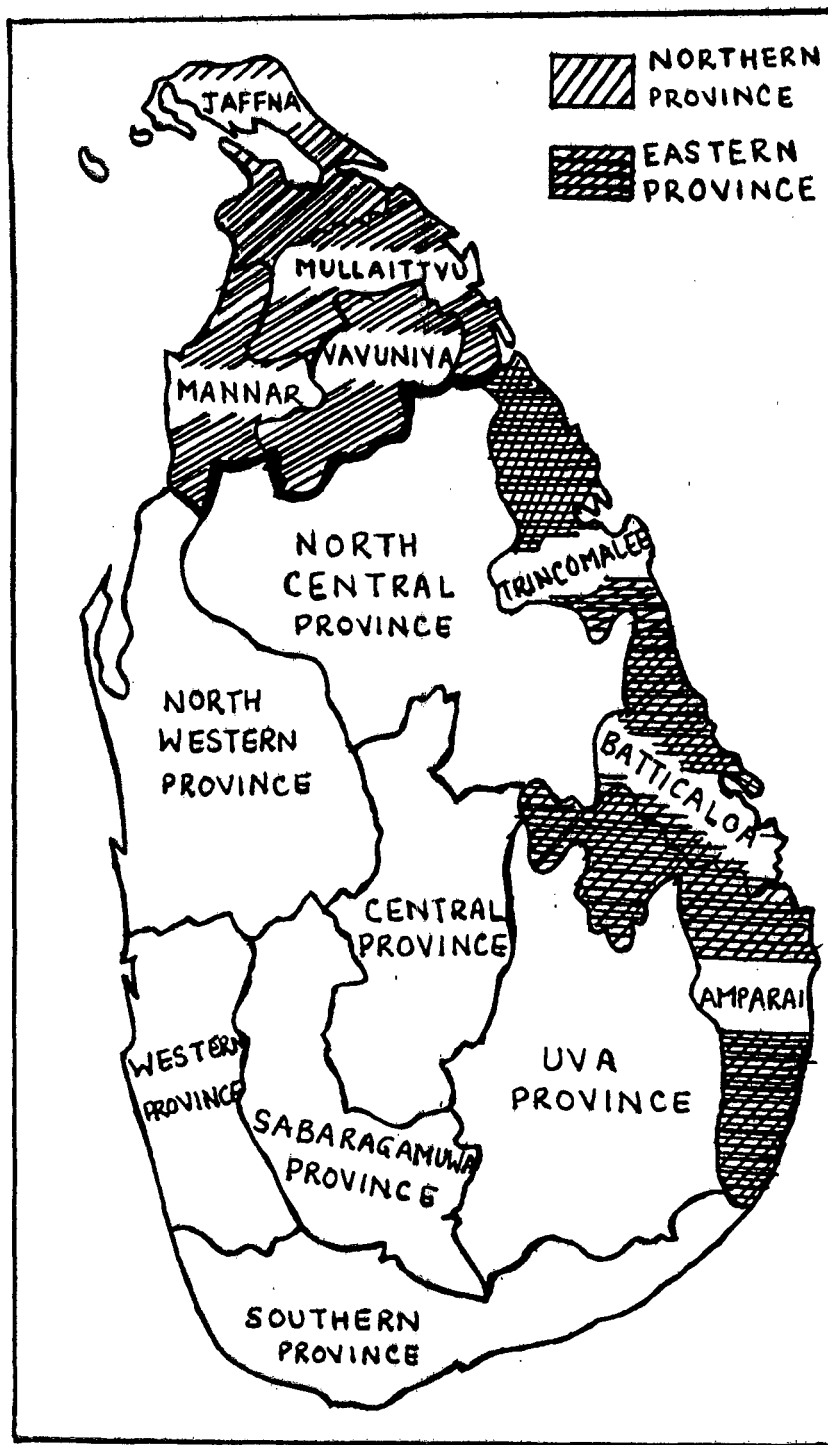 NORTHERN
PROVINCE
EASTERN
PROVINCE
JAFFNA
MULLAITTVU
VAVUNIYA
MANNAR
NORTH
CENTRAL
PROVINCE
TRINCOMALEE
NORTH
WESTERN
PROVINCE
BATTICALOA
CENTRAL
PROVINCE
AMPARAI
WESTERN
PROVINCE
UVA
PROVINCE
SABARAGAMUWA
PROVINCE
SOUTHERN
PROVINCE